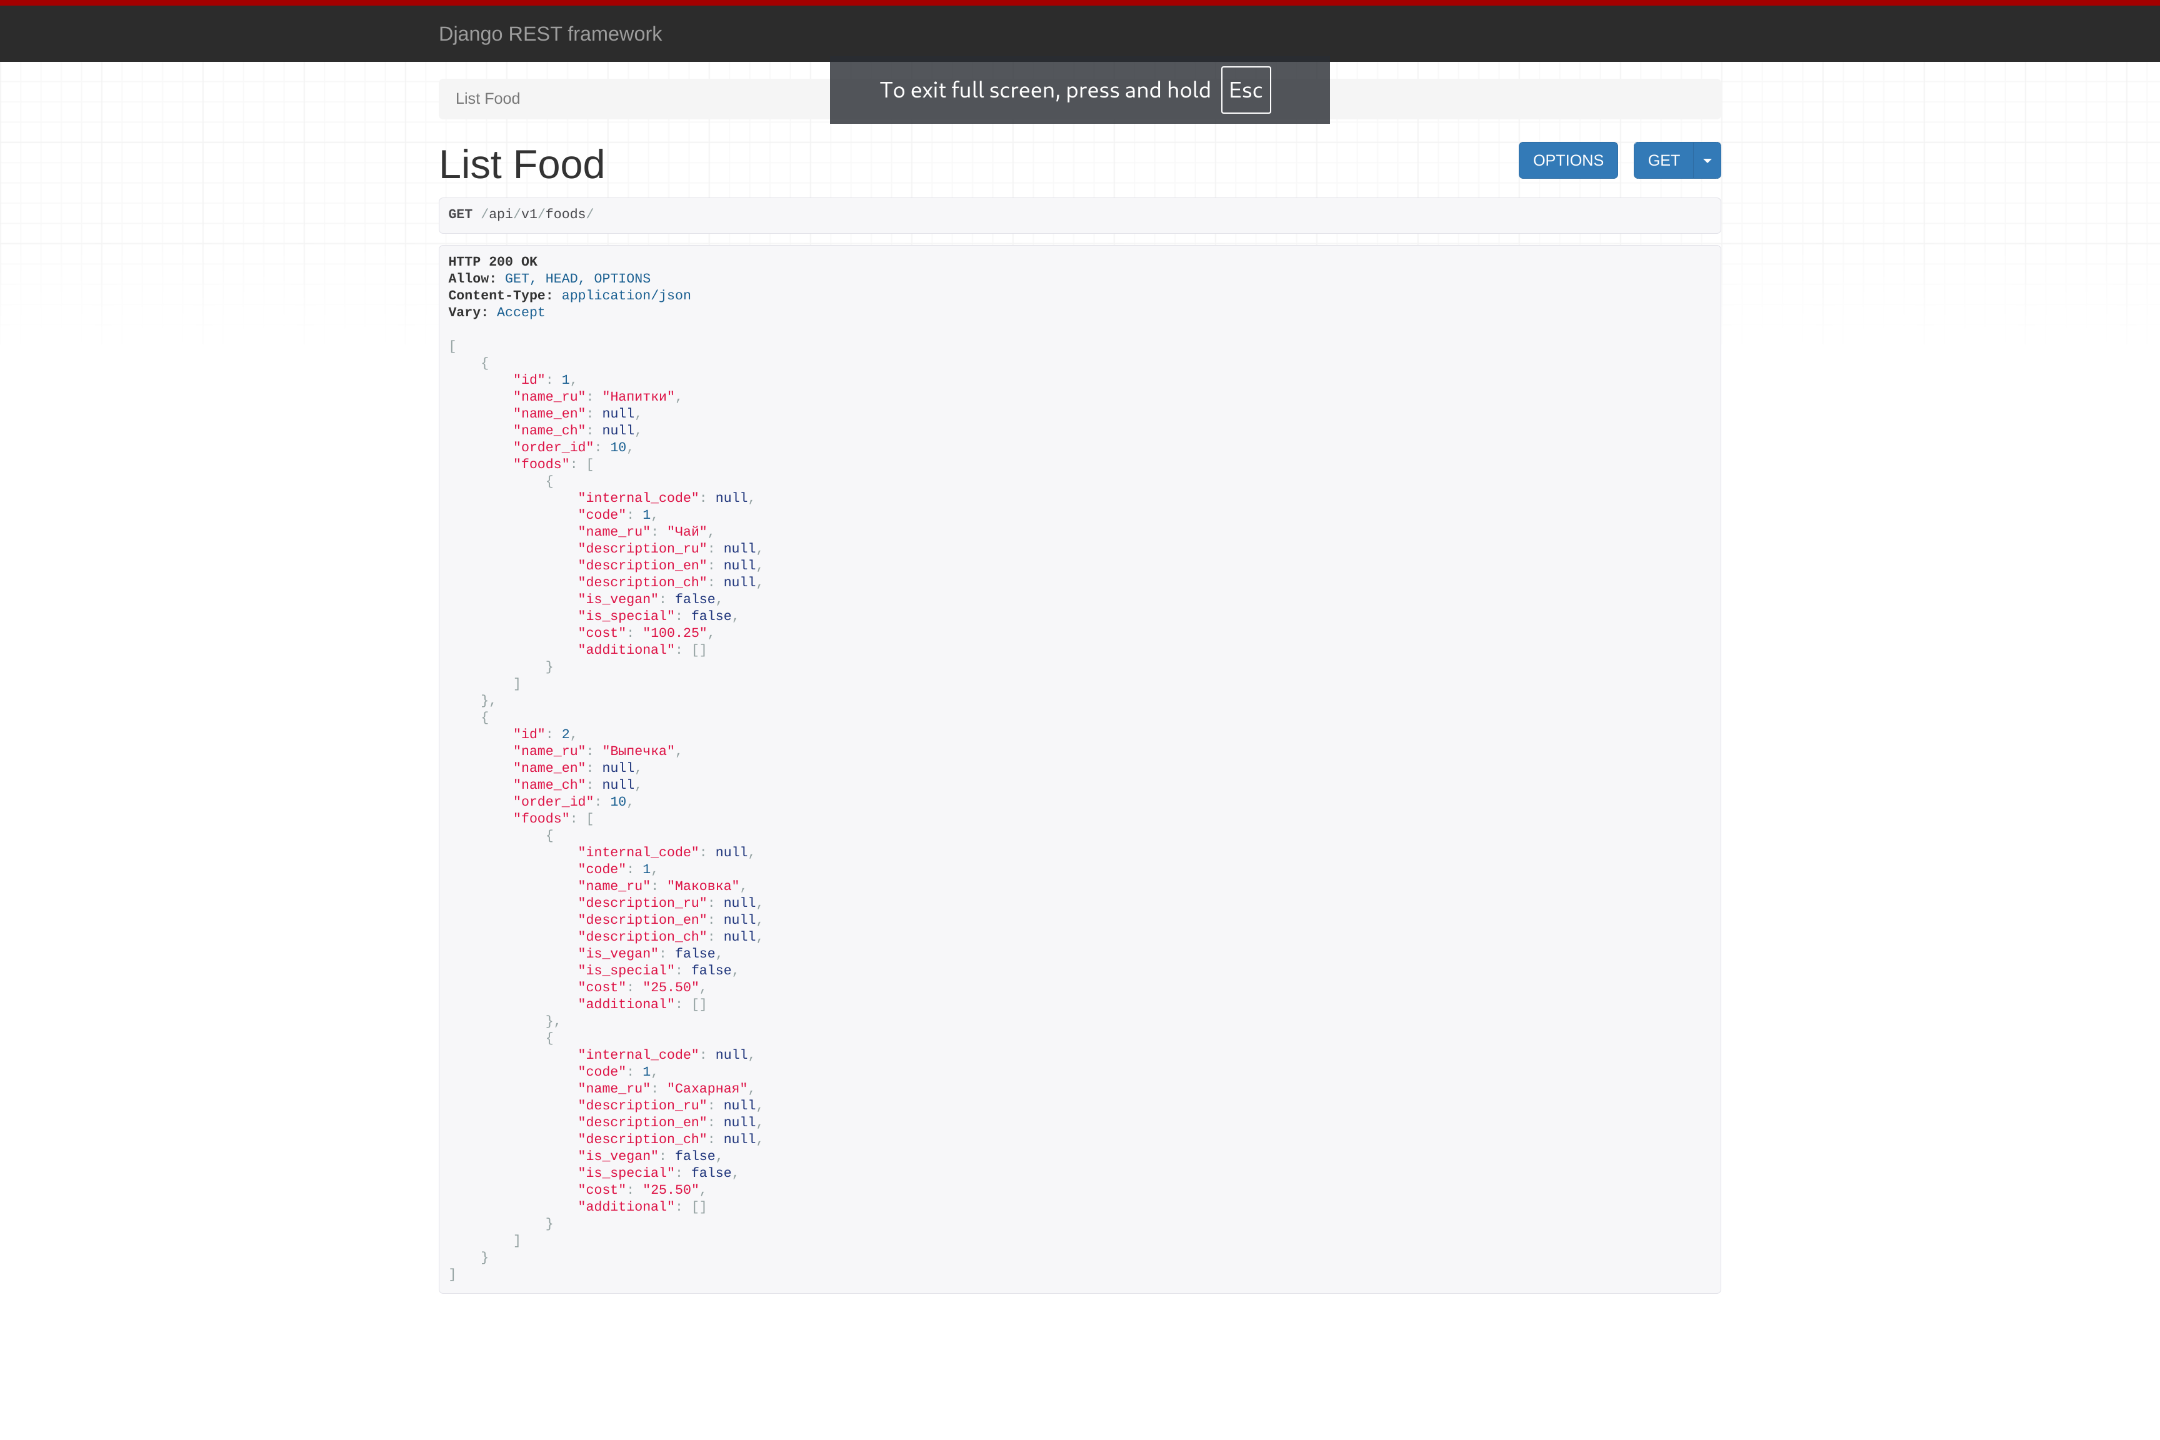 Django REST framework
List Food
To exit full screen, press and hold Esc
List Food
OPTIONS
GET
GET /api/v1/foods/
HTTP 200 OK
Allow: GET, HEAD, OPTIONS
Content-Type: application/json
Vary: Accept
[
    {
        "id": 1,
        "name_ru": "Напитки",
        "name_en": null,
        "name_ch": null,
        "order_id": 10,
        "foods": [
            {
                "internal_code": null,
                "code": 1,
                "name_ru": "Чай",
                "description_ru": null,
                "description_en": null,
                "description_ch": null,
                "is_vegan": false,
                "is_special": false,
                "cost": "100.25",
                "additional": []
            }
        ]
    },
    {
        "id": 2,
        "name_ru": "Выпечка",
        "name_en": null,
        "name_ch": null,
        "order_id": 10,
        "foods": [
            {
                "internal_code": null,
                "code": 1,
                "name_ru": "Маковка",
                "description_ru": null,
                "description_en": null,
                "description_ch": null,
                "is_vegan": false,
                "is_special": false,
                "cost": "25.50",
                "additional": []
            },
            {
                "internal_code": null,
                "code": 1,
                "name_ru": "Сахарная",
                "description_ru": null,
                "description_en": null,
                "description_ch": null,
                "is_vegan": false,
                "is_special": false,
                "cost": "25.50",
                "additional": []
            }
        ]
    }
]